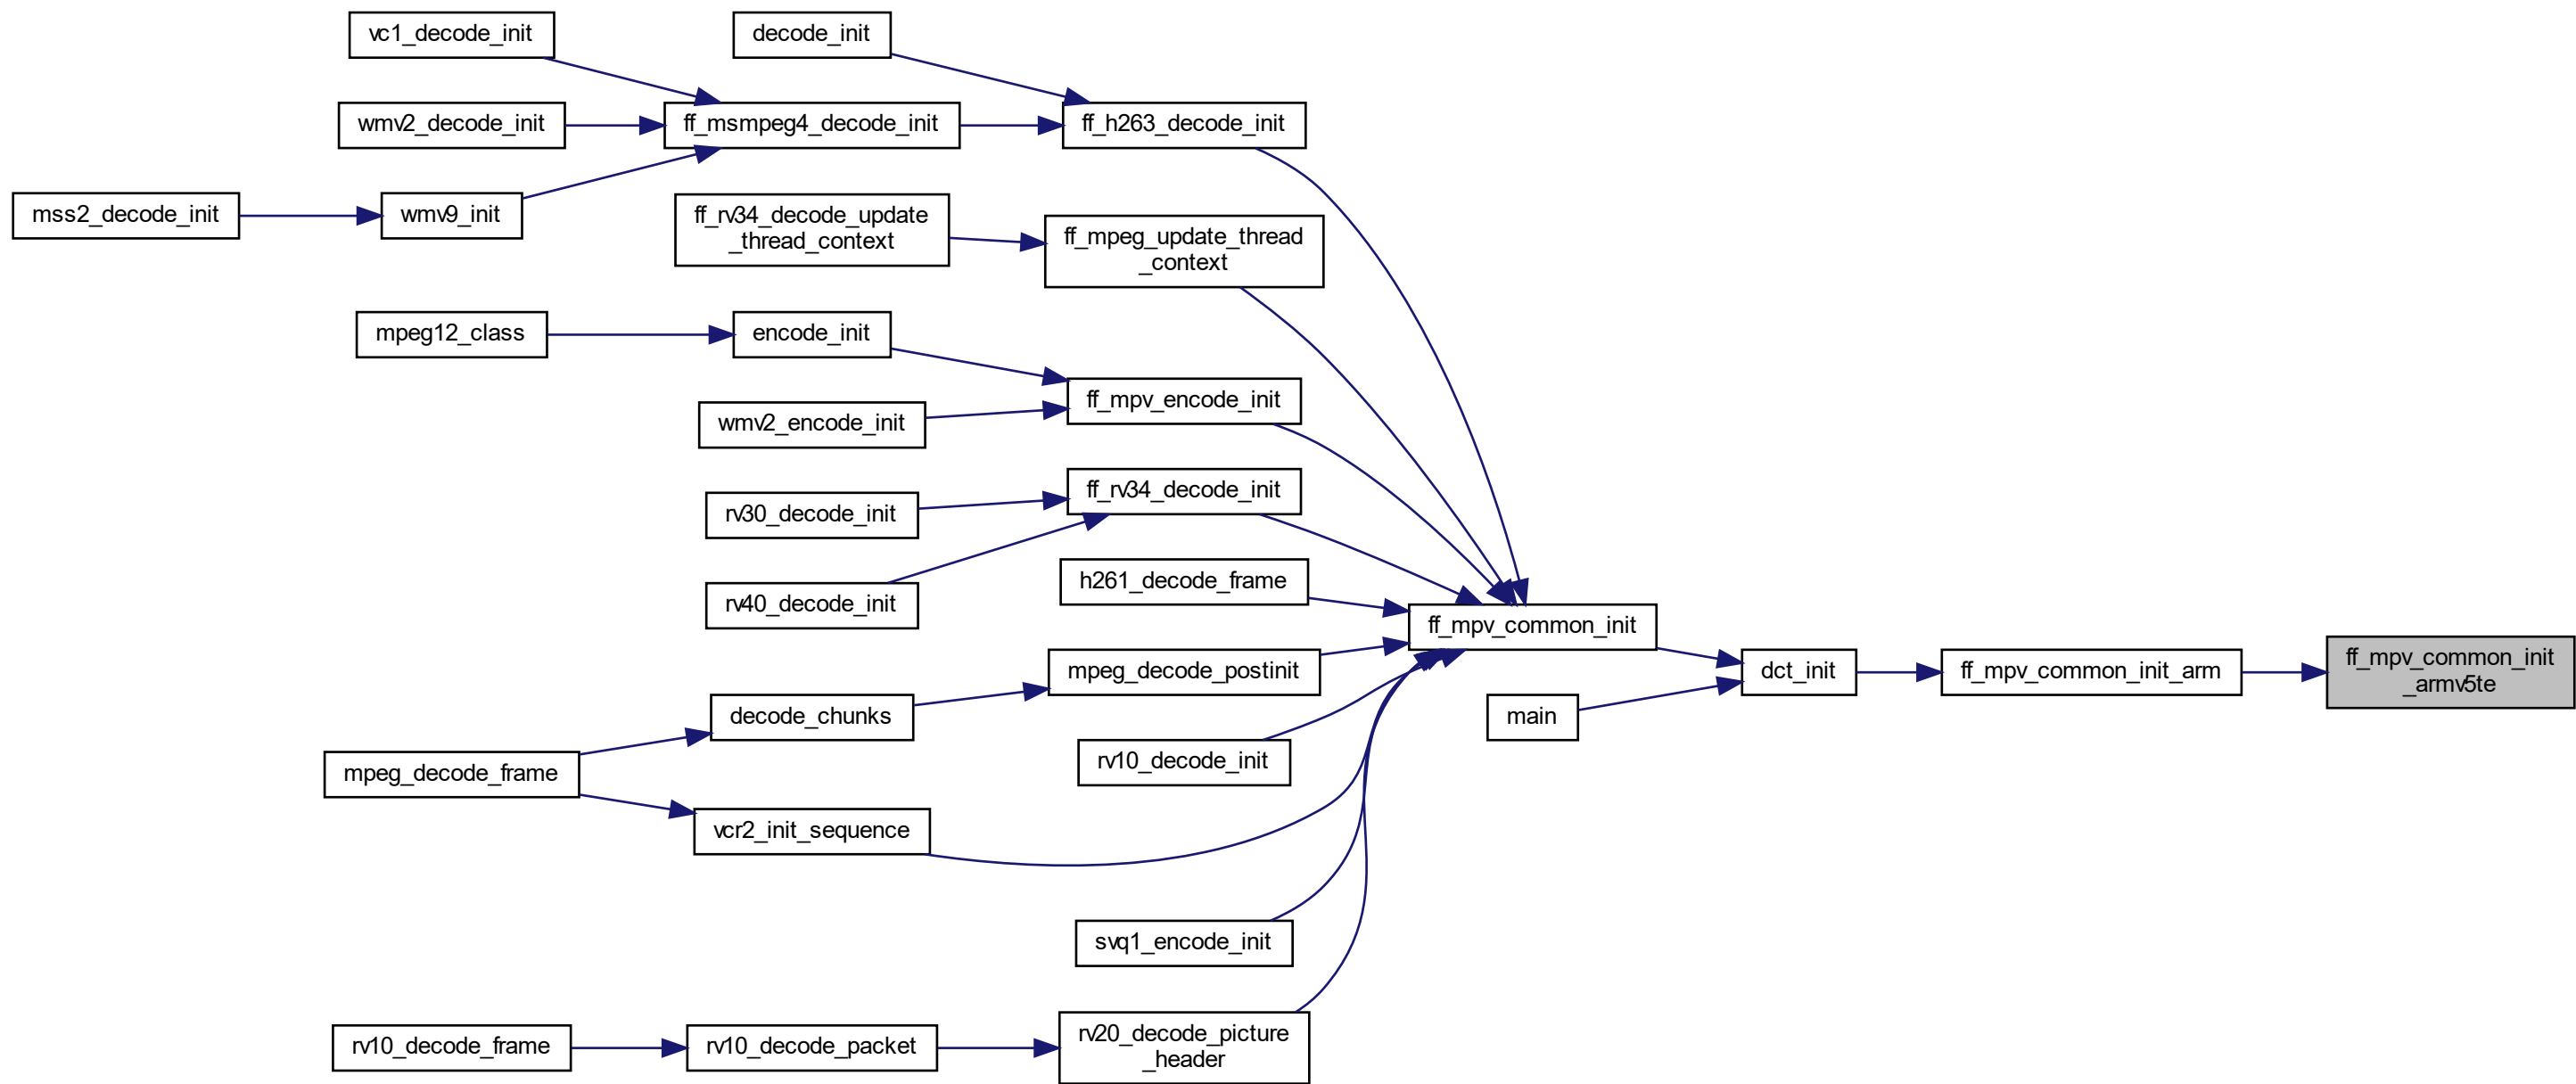 vc1_decode_init
decode_init
wmv2_decode_init
ff_msmpeg4_decode_init
ff_h263_decode_init
mss2_decode_init
wmv9_init
ff_rv34_decode_update
_thread_context
ff_mpeg_update_thread
_context
mpeg12_class
encode_init
ff_mpv_encode_init
wmv2_encode_init
ff_rv34_decode_init
rv30_decode_init
h261_decode_frame
rv40_decode_init
ff_mpv_common_init
mpeg_decode_postinit
dct_init
ff_mpv_common_init_arm
ff_mpv_common_init
_armv5te
decode_chunks
main
mpeg_decode_frame
rv10_decode_init
vcr2_init_sequence
svq1_encode_init
rv10_decode_frame
rv10_decode_packet
rv20_decode_picture
_header